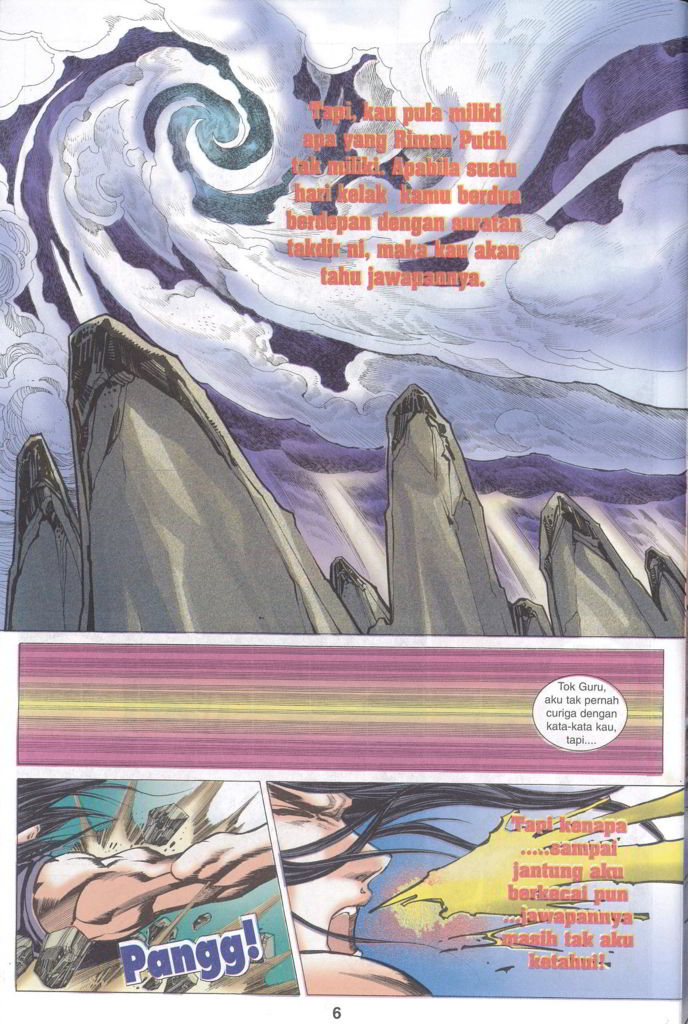 Tapi, kau pula miliki
apa yang Rimau Putih
tak miliki. Apabila suatu
hari kelak kamu berdua
berdepan dengan suratan
takdir ni, maka kau akan
tahu jawapannya.
Tok Guru,
aku tak pernah
curiga dengan
kata-kata kau,
tapi....
Pangg!
Tapi kenapa
.....sampai
jantung aku
berkecai pun
...jawapannya
masih tak aku
ketahui!
6